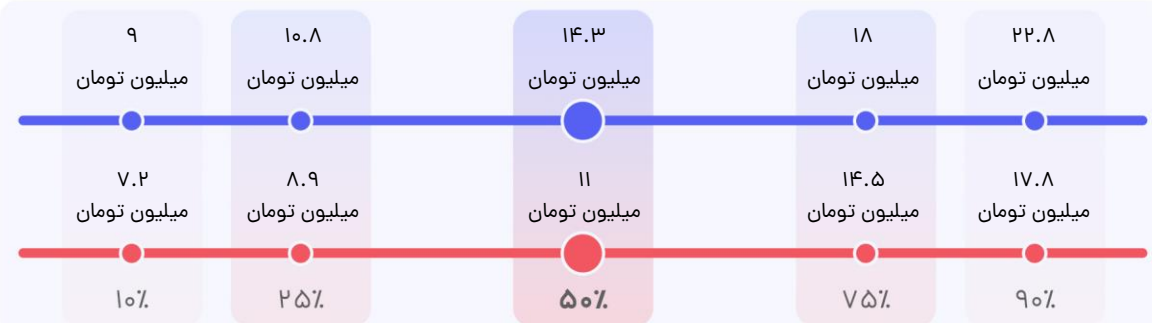 ۹ ۱۰.۸ ۱۴.۳ ۱۸ ۲۲.۸
میلیون تومان میلیون تومان میلیون تومان میلیون تومان میلیون تومان
۷.۲ ۸.۹ ۱۱ ۱۴.۵ ۱۷.۸
میلیون تومان میلیون تومان میلیون تومان میلیون تومان میلیون تومان
۱۰٪ ۲۵٪ ۵۰٪ ۷۵٪ ۹۰٪